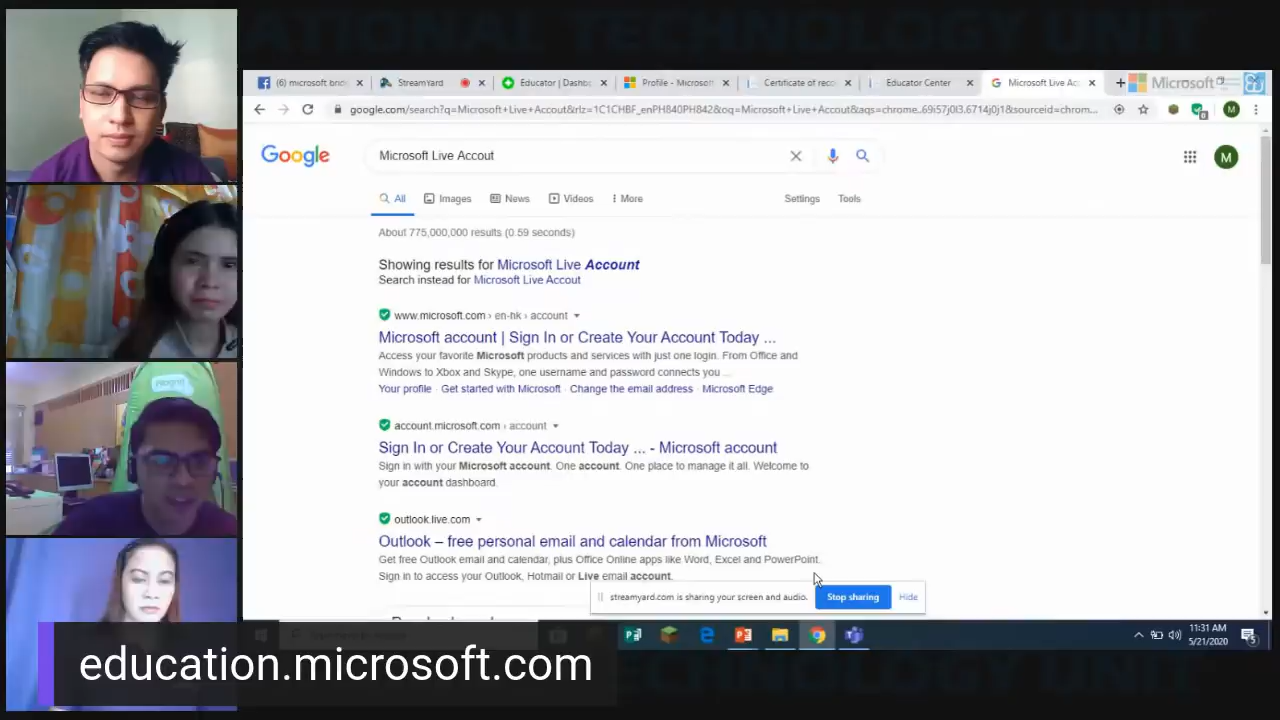 ATIONAL TECHNOLOGY UNIT
(6) microsoft brid
StreamYard
Educator | Dashbo
Profile - Microsoft
Certificate of reco
Educator Center
Microsoft Live Ac
Microsoft
google.com/search?q=Microsoft+Live+Accout&rlz=1C1CHBF_enPH840PH842&oq=Microsoft+Live+Accout&aqs=chrome..69i57j0l3.6714j0j1&sourceid=chrom...
M
Google
Microsoft Live Accout
M
All
Images
News
Videos
More
Settings
Tools
About 775,000,000 results (0.59 seconds)
Showing results for Microsoft Live Account
Search instead for Microsoft Live Accout
www.microsoft.com › en-hk › account
Microsoft account | Sign In or Create Your Account Today ...
Access your favorite Microsoft products and services with just one login. From Office and
Windows to Xbox and Skype, one username and password connects you ...
Your profile · Get started with Microsoft · Change the email address · Microsoft Edge
account.microsoft.com › account
Sign In or Create Your Account Today ... - Microsoft account
Sign in with your Microsoft account. One account. One place to manage it all. Welcome to
your account dashboard.
outlook.live.com
Outlook – free personal email and calendar from Microsoft
Get free Outlook email and calendar, plus Office Online apps like Word, Excel and PowerPoint.
Sign in to access your Outlook, Hotmail or Live email account.
streamyard.com is sharing your screen and audio.
Stop sharing
Hide
11:31 AM
5/21/2020
education.microsoft.com
TECHNOLOGY UNIT